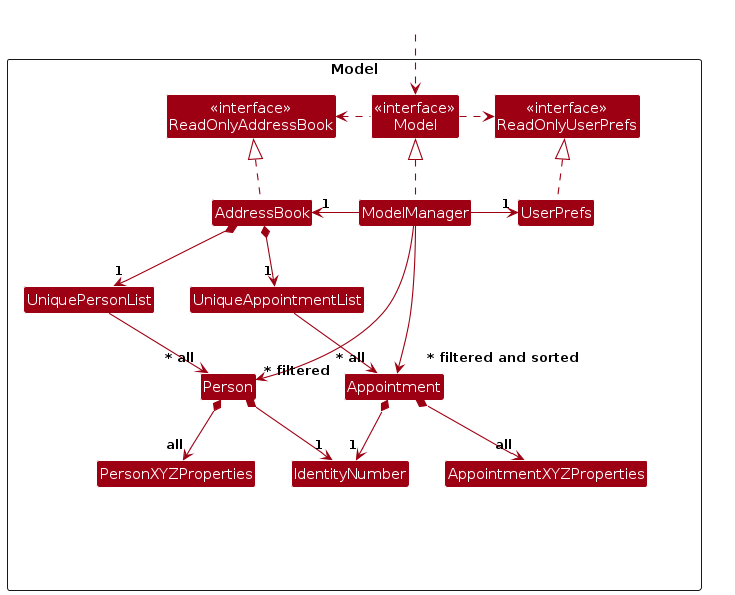 Model
«interface»
ReadOnlyAddressBook
«interface»
Model
«interface»
ReadOnlyUserPrefs
AddressBook
1
ModelManager
1
UserPrefs
1
1
UniquePersonList
UniqueAppointmentList
* all
* filtered
* all
* filtered and sorted
Person
Appointment
all
1
1
all
PersonXYZProperties
IdentityNumber
AppointmentXYZProperties